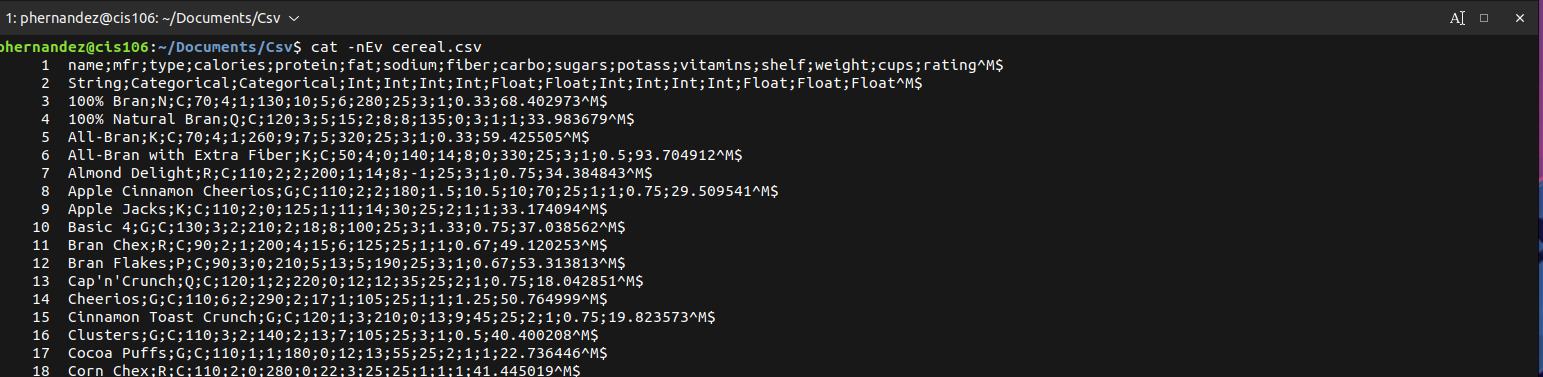 1: phernandez@cis106: ~/Documents/Csv
phernandez@cis106:~/Documents/Csv$ cat -nEv cereal.csv
1 name;mfr;type;calories;protein;fat;sodium;fiber;carbo;sugars;potass;vitamins;shelf;weight;cups;rating^M$
2 String;Categorical;Categorical;Int;Int;Int;Int;Float;Float;Int;Int;Int;Int;Float;Float;Float^M$
3 100% Bran;N;C;70;4;1;130;10;5;6;280;25;3;1;0.33;68.402973^M$
4 100% Natural Bran;Q;C;120;3;5;15;2;8;8;135;0;3;1;1;33.983679^M$
5 All-Bran;K;C;70;4;1;260;9;7;5;320;25;3;1;0.33;59.425505^M$
6 All-Bran with Extra Fiber;K;C;50;4;0;140;14;8;0;330;25;3;1;0.5;93.704912^M$
7 Almond Delight;R;C;110;2;2;200;1;14;8;-1;25;3;1;0.75;34.384843^M$
8 Apple Cinnamon Cheerios;G;C;110;2;2;180;1.5;10.5;10;70;25;1;1;0.75;29.509541^M$
9 Apple Jacks;K;C;110;2;0;125;1;11;14;30;25;2;1;1;33.174094^M$
10 Basic 4;G;C;130;3;2;210;2;18;8;100;25;3;1.33;0.75;37.038562^M$
11 Bran Chex;R;C;90;2;1;200;4;15;6;125;25;1;1;0.67;49.120253^M$
12 Bran Flakes;P;C;90;3;0;210;5;13;5;190;25;3;1;0.67;53.313813^M$
13 Cap'n'Crunch;Q;C;120;1;2;220;0;12;12;35;25;2;1;0.75;18.042851^M$
14 Cheerios;G;C;110;6;2;290;2;17;1;105;25;1;1;1.25;50.764999^M$
15 Cinnamon Toast Crunch;G;C;120;1;3;210;0;13;9;45;25;2;1;0.75;19.823573^M$
16 Clusters;G;C;110;3;2;140;2;13;7;105;25;3;1;0.5;40.400208^M$
17 Cocoa Puffs;G;C;110;1;1;180;0;12;13;55;25;2;1;1;22.736446^M$
18 Corn Chex;R;C;110;2;0;280;0;22;3;25;25;1;1;1;41.445019^M$